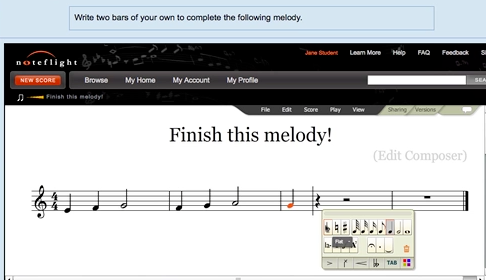 Write two bars of your own to complete the following melody.
Jane Student Learn More Help FAQ Feedback
noteflight
NEW SCORE Browse My Home My Account My Profile
Finish this melody!
File Edit Score Play View Sharing Versions
Finish this melody!
(Edit Composer)
Flat
TAB